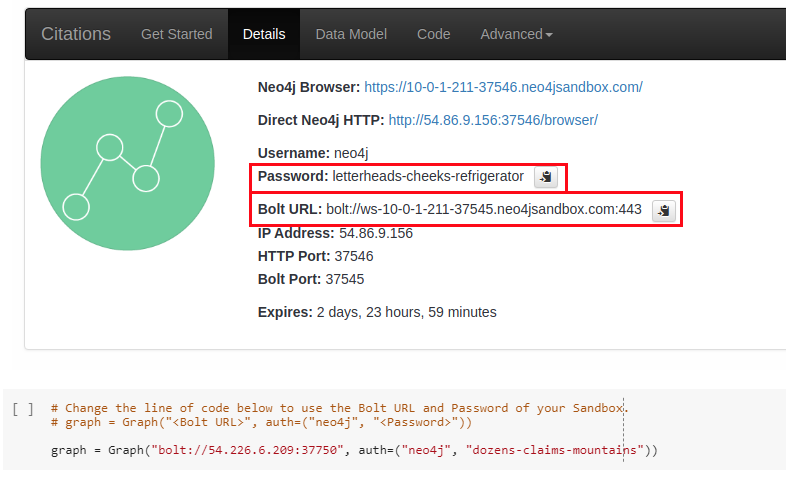 Citations Get Started Details Data Model Code Advanced
Neo4j Browser: https://10-0-1-211-37546.neo4jsandbox.com/
Direct Neo4j HTTP: http://54.86.9.156:37546/browser/
Username: neo4j
Password: letterheads-cheeks-refrigerator
Bolt URL: bolt://ws-10-0-1-211-37545.neo4jsandbox.com:443
IP Address: 54.86.9.156
HTTP Port: 37546
Bolt Port: 37545
Expires: 2 days, 23 hours, 59 minutes
[ ] # Change the line of code below to use the Bolt URL and Password of your Sandbox.
# graph = Graph("<Bolt URL>", auth=("neo4j", "<Password>"))
graph = Graph("bolt://54.226.6.209:37750", auth=("neo4j", "dozens-claims-mountains"))